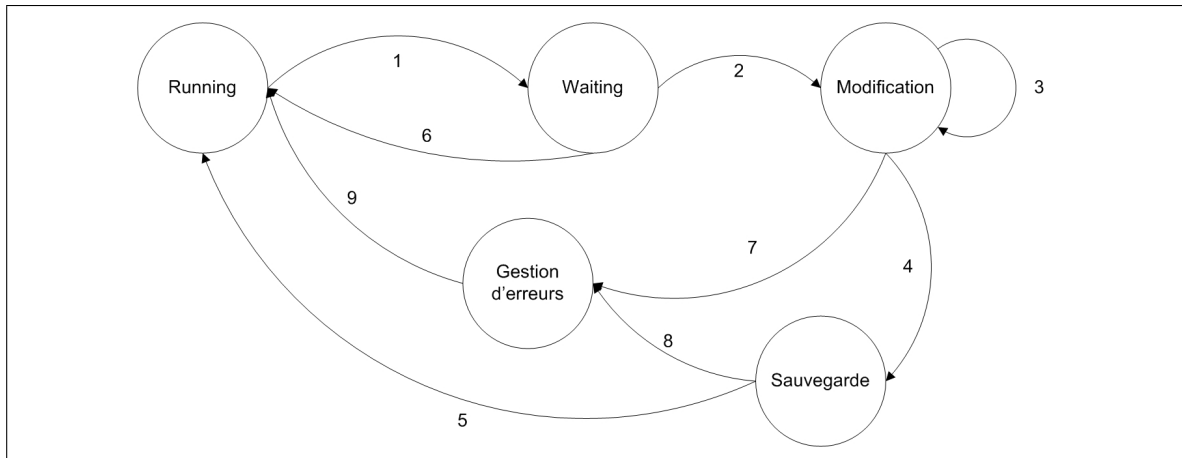 Running
1
Waiting
2
Modification
3
6
9
Gestion
d'erreurs
7
4
8
Sauvegarde
5